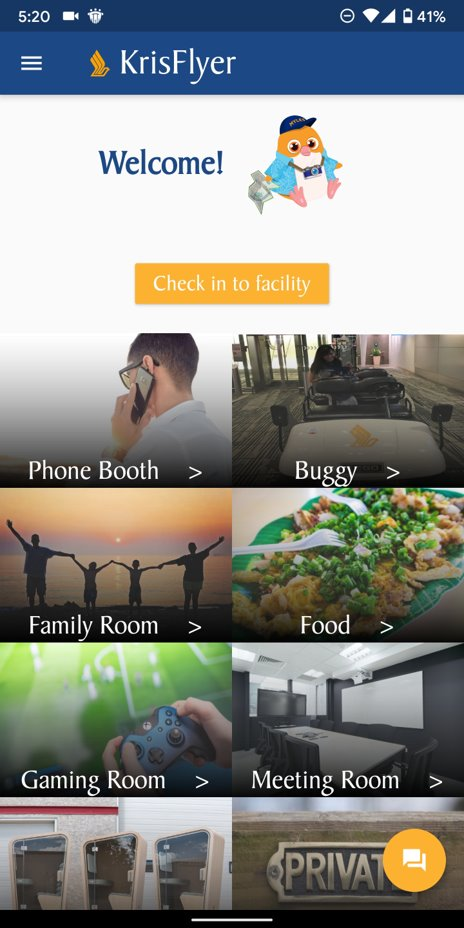 5:20
41%
KrisFlyer
Welcome!
Check in to facility
Phone Booth >
Buggy >
Family Room >
Food >
Gaming Room >
Meeting Room >
PRIVAT